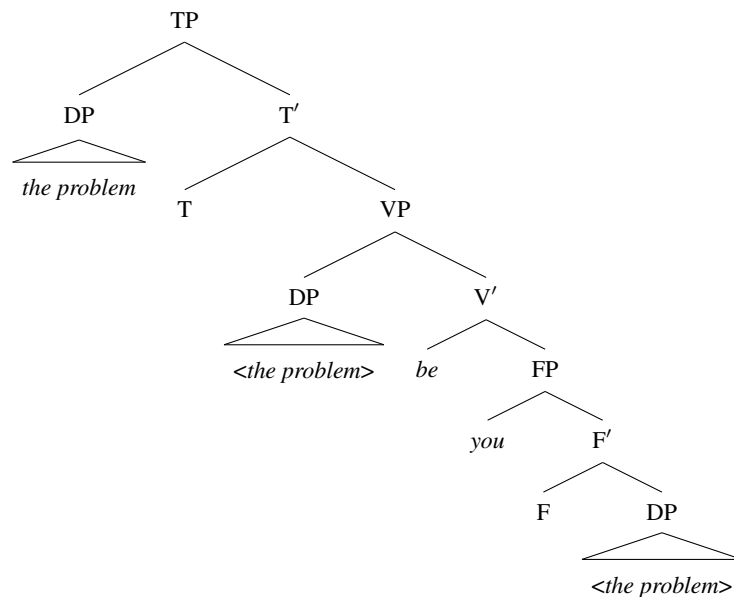 TP
DP T′
the problem T VP
DP V′
<the problem> be FP
you F′
F DP
<the problem>